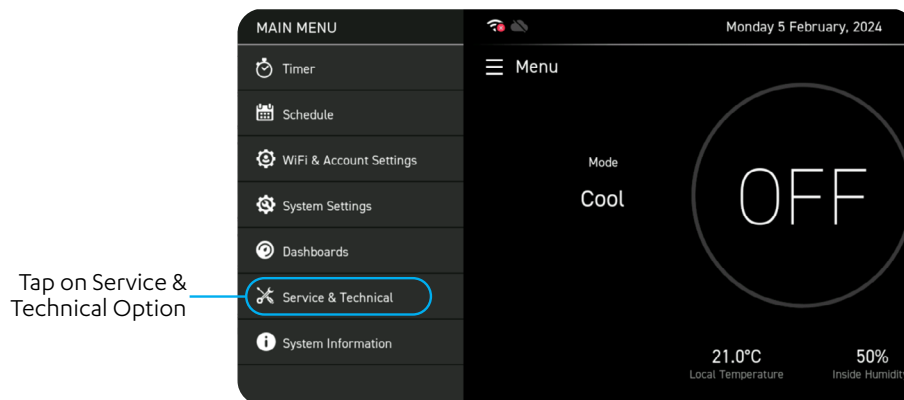 MAIN MENU
Timer
Schedule
WiFi & Account Settings
System Settings
Dashboards
Service & Technical
System Information
Tap on Service &
Technical Option
Monday 5 February, 2024
Menu
Mode
Cool
OFF
21.0°C
Local Temperature
50%
Inside Humidity